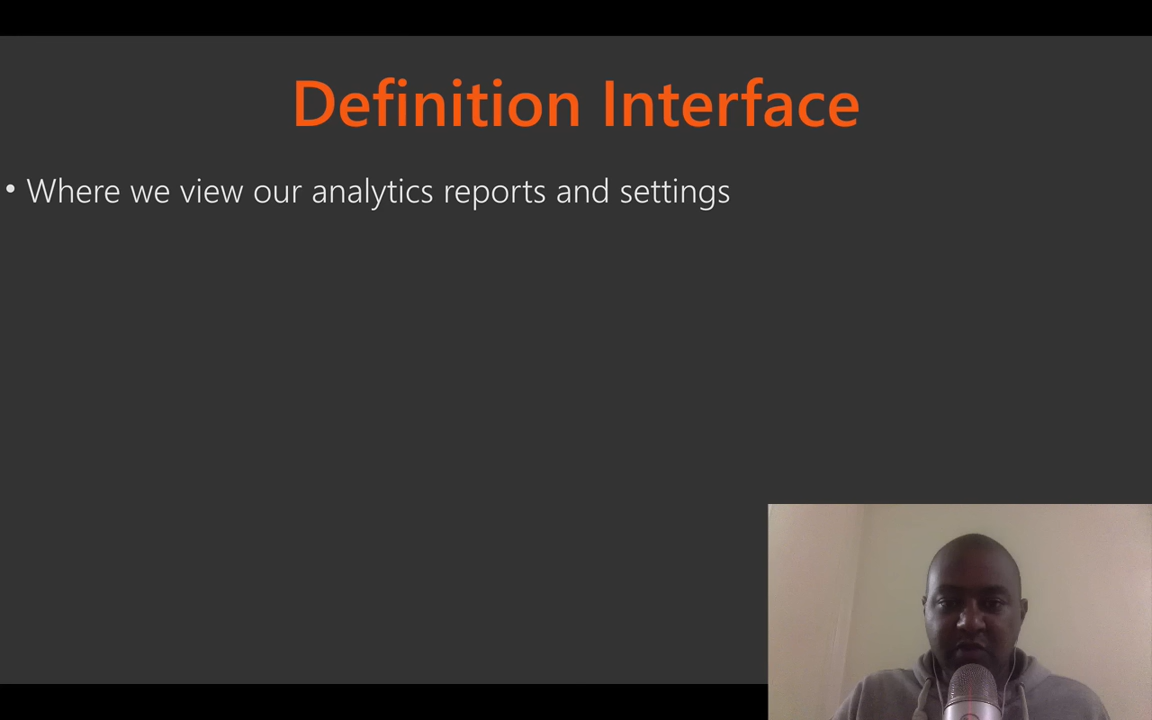 Definition Interface
• Where we view our analytics reports and settings